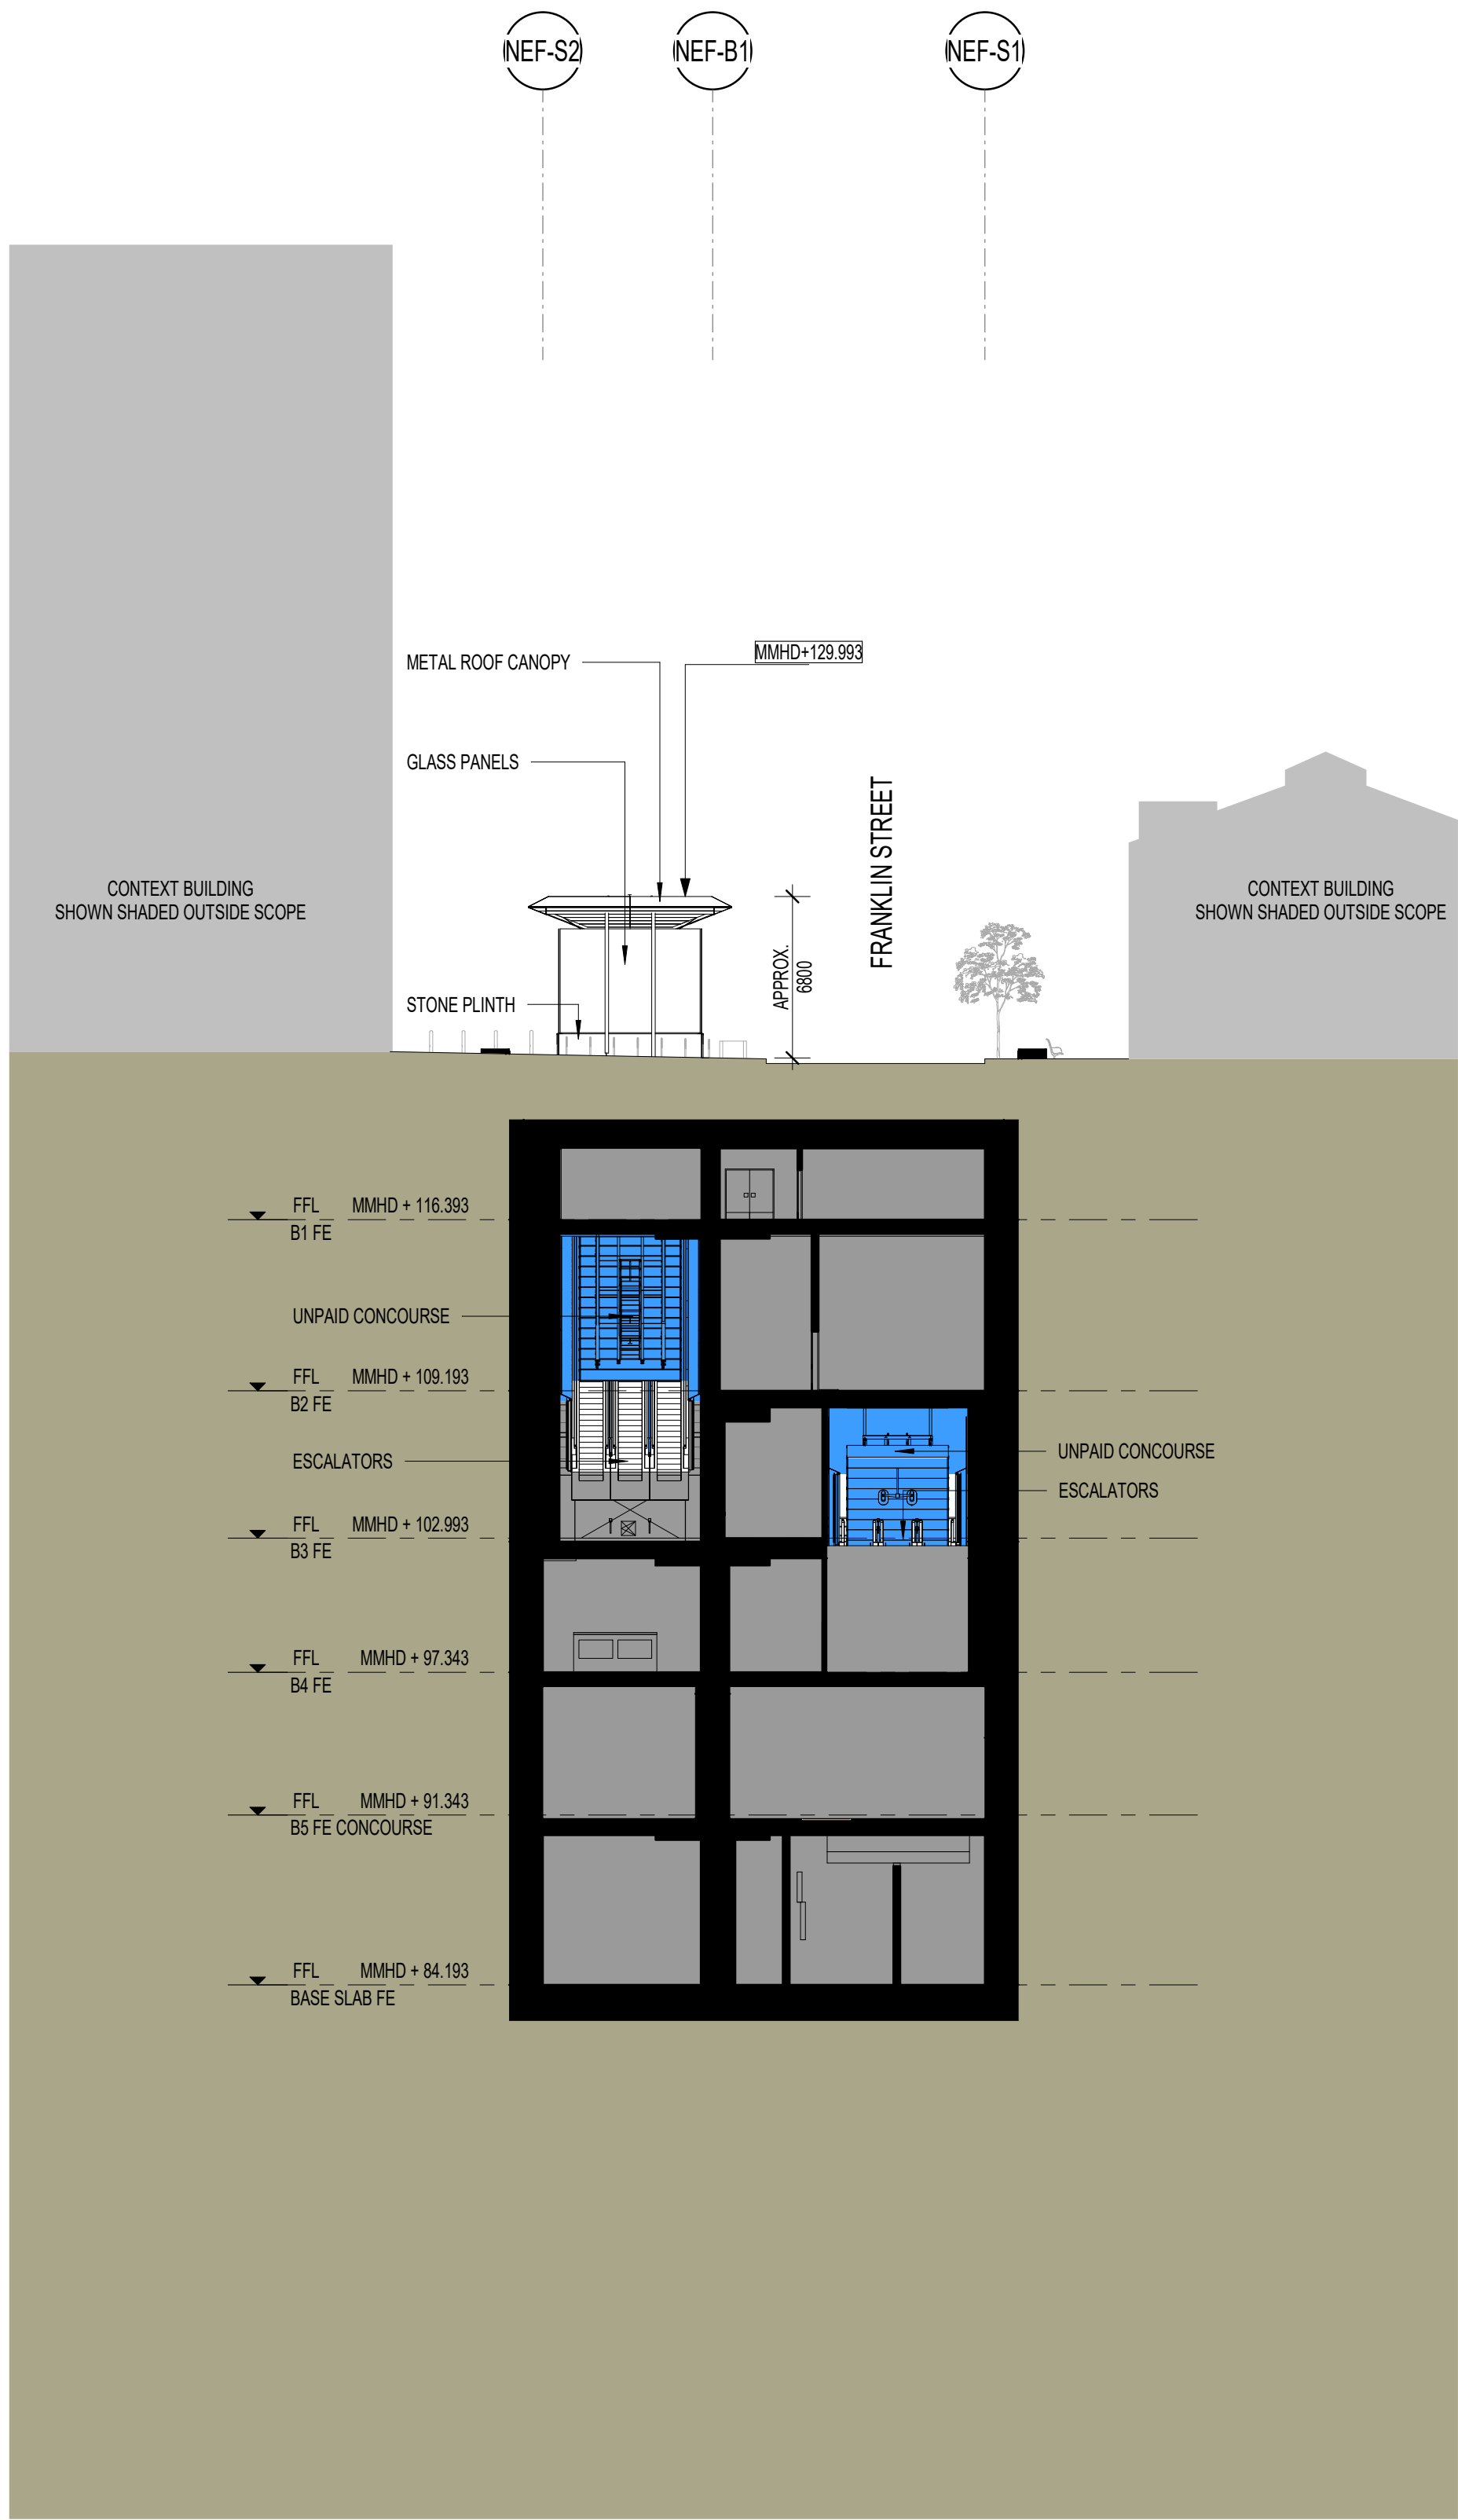 NEF-S2
NEF-B1
NEF-S1
METAL ROOF CANOPY
MMHD+129.993
GLASS PANELS
FRANKLIN STREET
CONTEXT BUILDING
SHOWN SHADED OUTSIDE SCOPE
CONTEXT BUILDING
SHOWN SHADED OUTSIDE SCOPE
APPROX.
6800
STONE PLINTH
FFL MMHD + 116.393
B1 FE
UNPAID CONCOURSE
FFL MMHD + 109.193
B2 FE
ESCALATORS
UNPAID CONCOURSE
ESCALATORS
FFL MMHD + 102.993
B3 FE
FFL MMHD + 97.343
B4 FE
FFL MMHD + 91.343
B5 FE CONCOURSE
FFL MMHD + 84.193
BASE SLAB FE